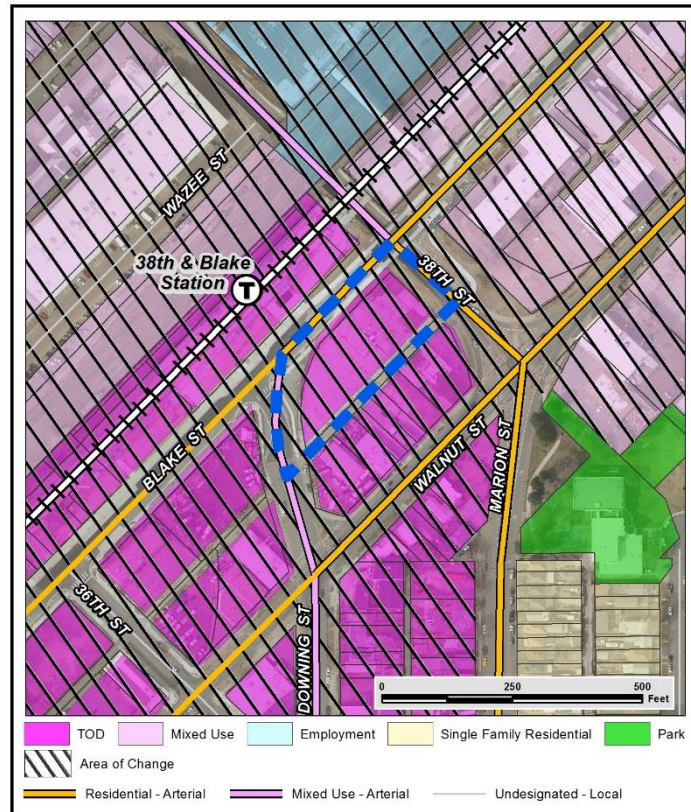 WAZEE ST
38th & Blake
Station
T
38TH ST
BLAKE ST
WALNUT ST
MARION ST
36TH ST
DOWNING ST
0 250 500
Feet
TOD Mixed Use Employment Single Family Residential Park
Area of Change
Residential - Arterial Mixed Use - Arterial Undesignated - Local